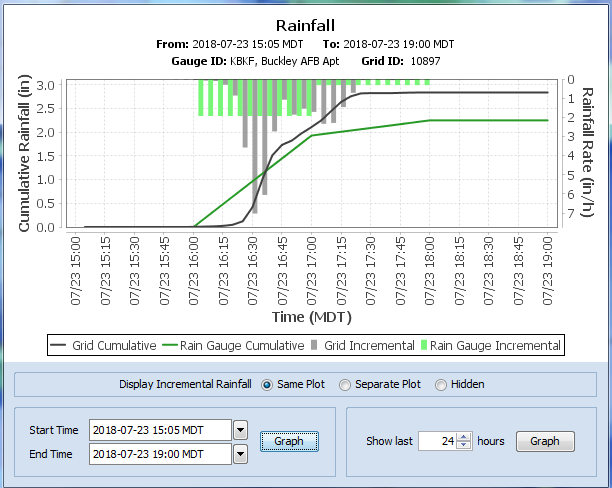 Rainfall
From: 2018-07-23 15:05 MDT To: 2018-07-23 19:00 MDT
Gauge ID: KBKF, Buckley AFB Apt Grid ID: 10897
Cumulative Rainfall (in)
3.0
2.5
2.0
1.5
1.0
0.5
0.0
0
1
2
3
4
5
6
7
Rainfall Rate (in/h)
07/23 15:00
07/23 15:15
07/23 15:30
07/23 15:45
07/23 16:00
07/23 16:15
07/23 16:30
07/23 16:45
07/23 17:00
07/23 17:15
07/23 17:30
07/23 17:45
07/23 18:00
07/23 18:15
07/23 18:30
07/23 18:45
07/23 19:00
Time (MDT)
Grid Cumulative Rain Gauge Cumulative Grid Incremental Rain Gauge Incremental
Display Incremental Rainfall Same Plot Separate Plot Hidden
Start Time 2018-07-23 15:05 MDT
End Time 2018-07-23 19:00 MDT
Graph
Show last 24 hours Graph